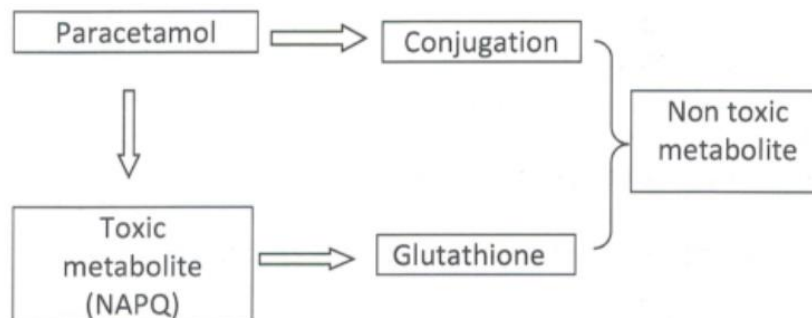 Paracetamol
Conjugation
Non toxic
metabolite
Toxic
metabolite
(NAPQ)
Glutathione